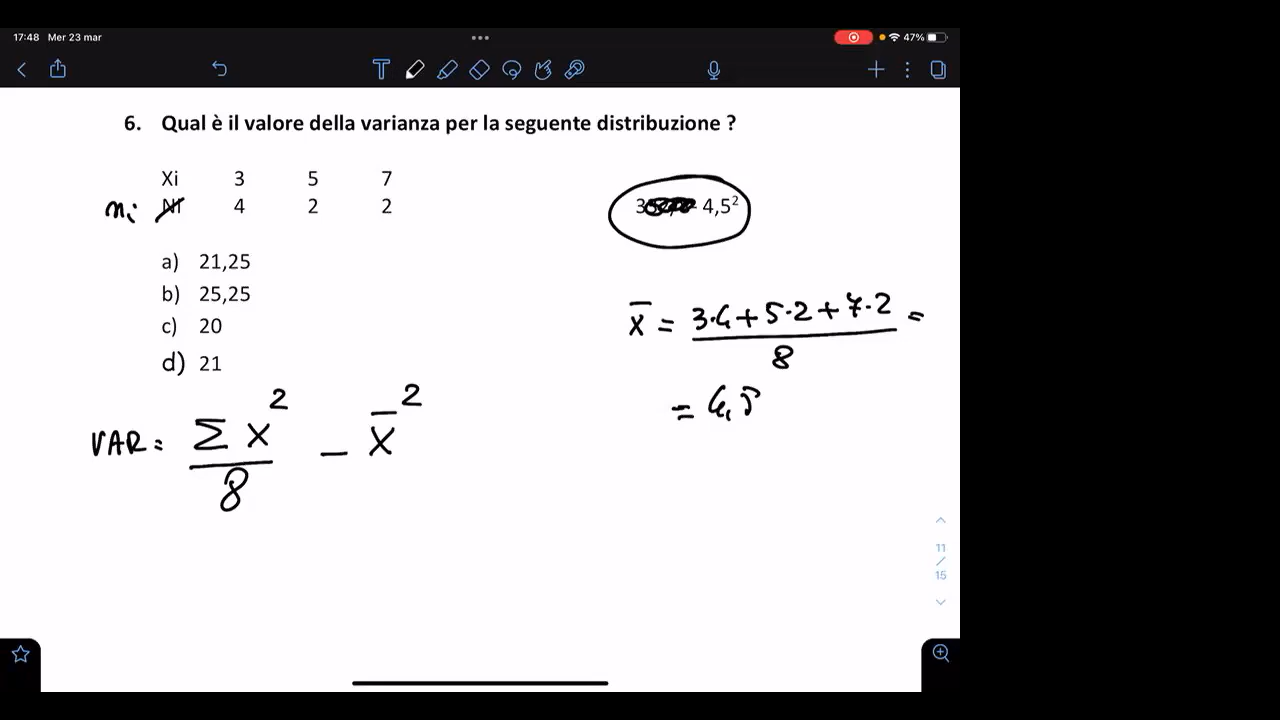 17:48 Mer 23 mar
47%
6. Qual è il valore della varianza per la seguente distribuzione ?
Xi 3 5 7
ni Ni 4 2 2
4,5²
a) 21,25
b) 25,25
c) 20
d) 21
x̄ = 3·4+5·2+7·2 =
8
= 4,5
VAR = Σ x² - x̄²
8
11
/
15